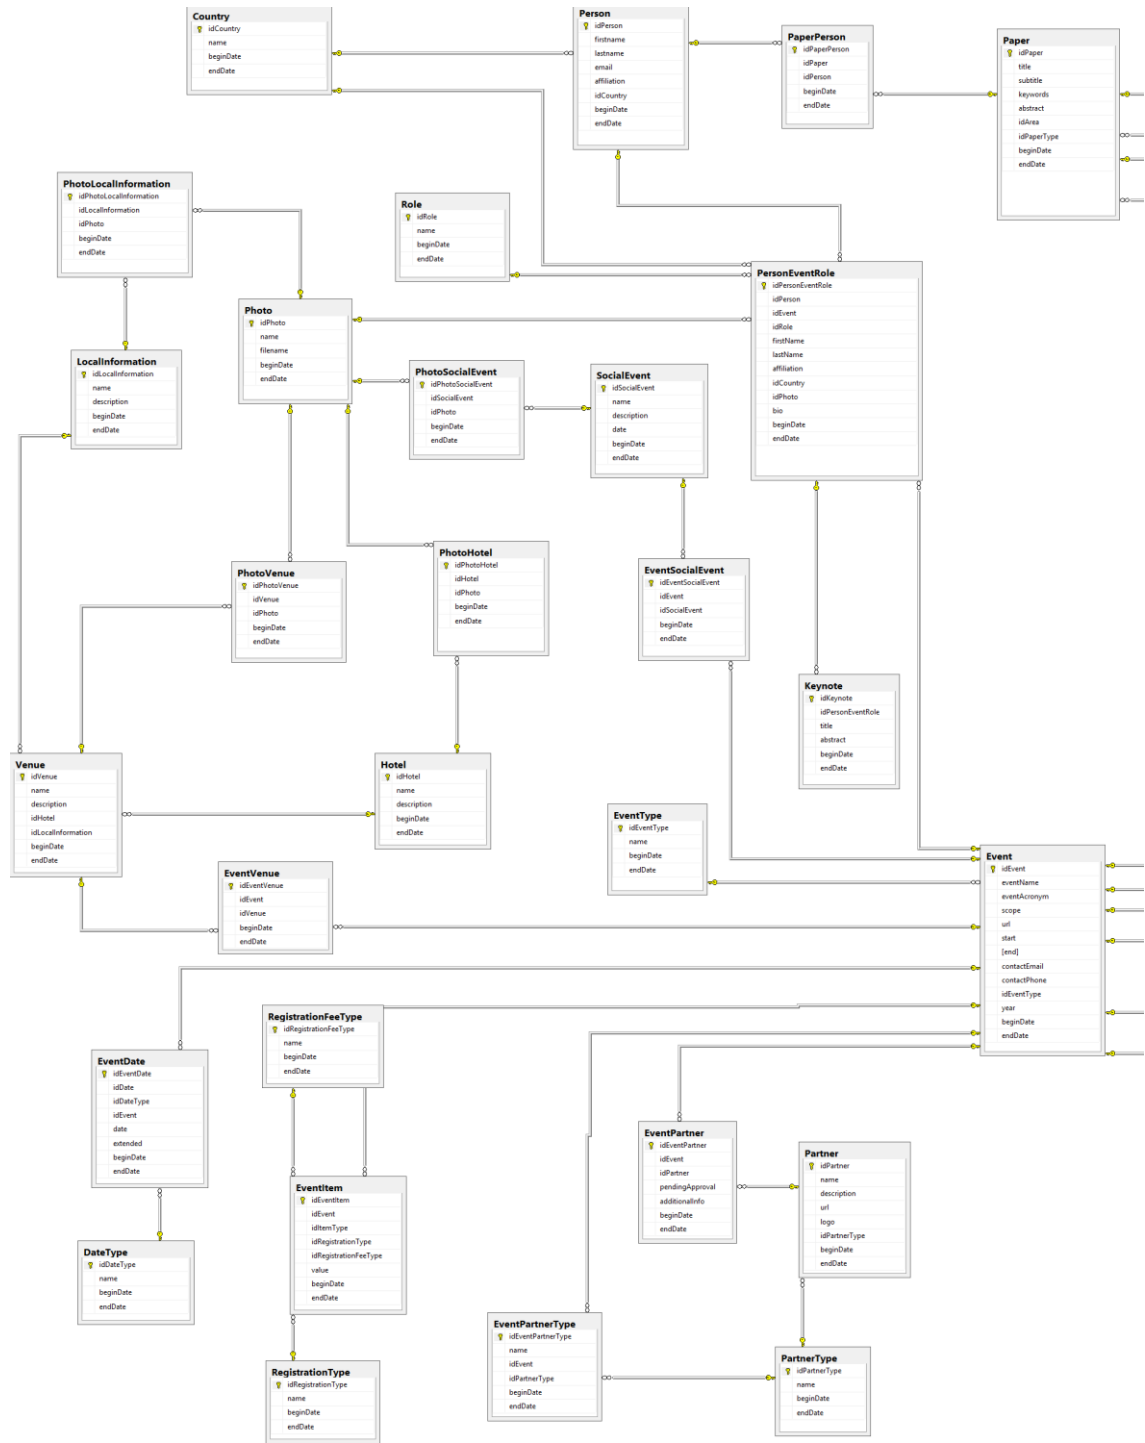 Country
idCountry
name
beginDate
endDate
Person
idPerson
firstname
lastname
email
affiliation
idCountry
beginDate
endDate
PaperPerson
idPaperPerson
idPaper
idPerson
beginDate
endDate
Paper
idPaper
title
subtitle
keywords
abstract
idArea
idPaperType
beginDate
endDate
PhotoLocalInformation
idPhotoLocalInformation
idLocalInformation
idPhoto
beginDate
endDate
Role
idRole
name
beginDate
endDate
PersonEventRole
idPersonEventRole
idPerson
idEvent
idRole
firstName
lastName
affiliation
idCountry
idPhoto
bio
beginDate
endDate
Photo
idPhoto
name
filename
beginDate
endDate
LocalInformation
idLocalInformation
name
description
beginDate
endDate
PhotoSocialEvent
idPhotoSocialEvent
idSocialEvent
idPhoto
beginDate
endDate
SocialEvent
idSocialEvent
name
description
date
beginDate
endDate
PhotoHotel
idPhotoHotel
idHotel
idPhoto
beginDate
endDate
PhotoVenue
idPhotoVenue
idVenue
idPhoto
beginDate
endDate
EventSocialEvent
idEventSocialEvent
idEvent
idSocialEvent
beginDate
endDate
Keynote
idKeynote
idPersonEventRole
title
abstract
beginDate
endDate
Venue
idVenue
name
description
idHotel
idLocalInformation
beginDate
endDate
Hotel
idHotel
name
description
beginDate
endDate
EventType
idEventType
name
beginDate
endDate
Event
idEvent
eventName
eventAcronym
scope
url
start
[end]
contactEmail
contactPhone
idEventType
year
beginDate
endDate
EventVenue
idEventVenue
idEvent
idVenue
beginDate
endDate
RegistrationFeeType
idRegistrationFeeType
name
beginDate
endDate
EventDate
idEventDate
idDate
idDateType
idEvent
date
extended
beginDate
endDate
EventPartner
idEventPartner
idEvent
idPartner
pendingApproval
additionalInfo
beginDate
endDate
Partner
idPartner
name
description
url
logo
idPartnerType
beginDate
endDate
EventItem
idEventItem
idEvent
idItemType
idRegistrationType
idRegistrationFeeType
value
beginDate
endDate
DateType
idDateType
name
beginDate
endDate
EventPartnerType
idEventPartnerType
name
idEvent
idPartnerType
beginDate
endDate
PartnerType
idPartnerType
name
beginDate
endDate
RegistrationType
idRegistrationType
name
beginDate
endDate